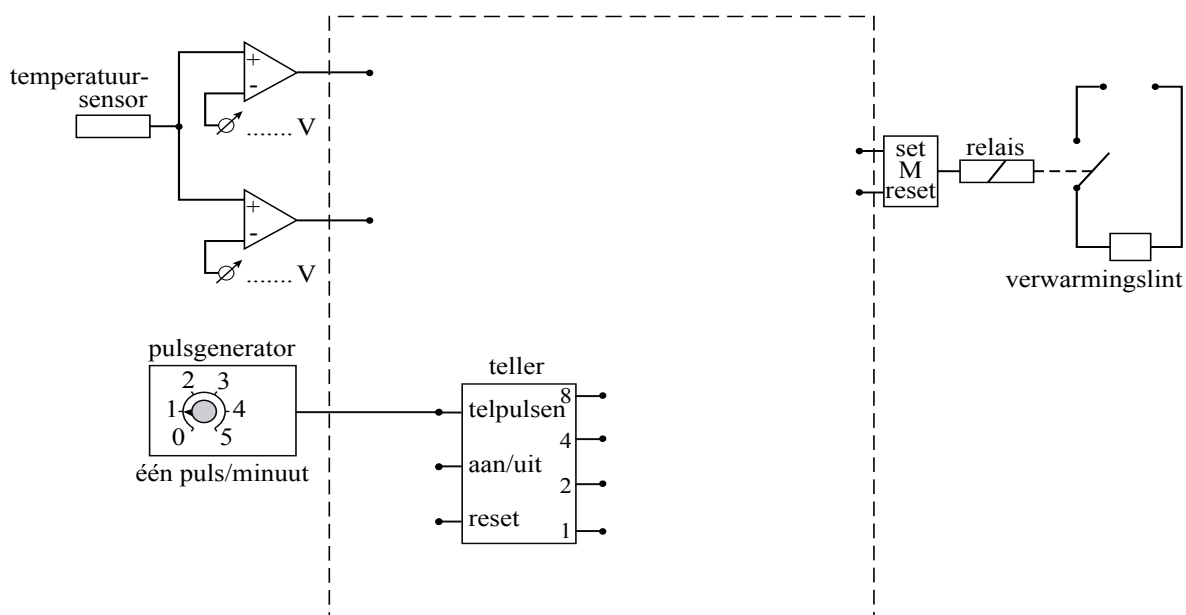 temperatuur-
sensor
+
-
....... V
+
-
....... V
set
M
reset
relais
verwarmingslint
pulsgenerator
2 3
1 4
0 5
één puls/minuut
teller
telpulsen
aan/uit
reset
8
4
2
1